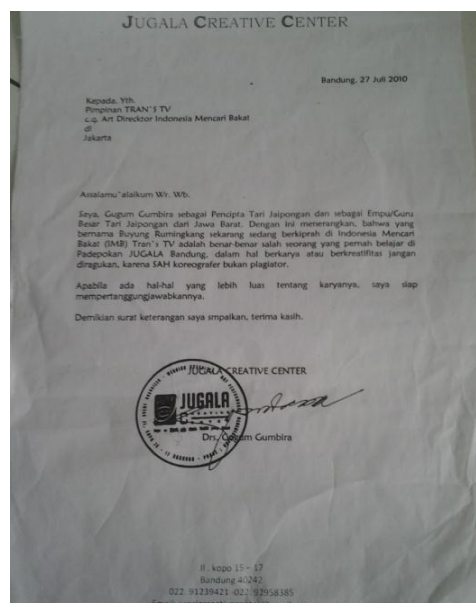 JUGALA CREATIVE CENTER
Bandung, 27 Juli 2010
Kepada, Yth.
Pimpinan TRAN`S TV
c.q. Art Direcktor Indonesia Mencari Bakat
di
Jakarta
Assalamu`alaikum Wr. Wb.
Saya, Gugum Gumbira sebagai Pencipta Tari Jaipongan dan sebagai Empu/Guru
Besar Tari Jaipongan dari Jawa Barat. Dengan ini menerangkan, bahwa yang
bernama Buyung Rumingkang sekarang sedang berkiprah di Indonesia Mencari
Bakat (IMB) Tran`s TV adalah benar-benar salah seorang yang pernah belajar di
Padepokan JUGALA Bandung, dalam hal berkarya atau berkreatifitas jangan
diragukan, karena SAH koreografer bukan plagiator.
Apabila ada hal-hal yang lebih luas tentang karyanya, saya siap
mempertanggungjawabkannya.
Demikian surat keterangan saya smpaikan, terima kasih.
JUGALA CREATIVE CENTER
JUGALA
Drs. Gugum Gumbira
Jl. kopo 15 - 17
Bandung 40242
022. 91239421 -022. 92958385